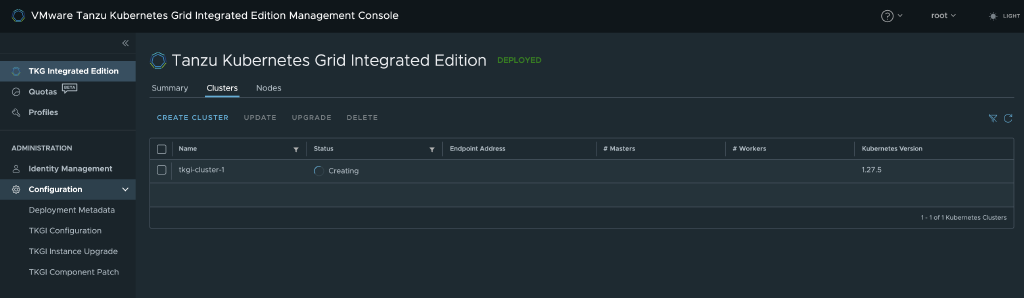 VMware Tanzu Kubernetes Grid Integrated Edition Management Console
root
LIGHT
TKG Integrated Edition
Quotas BETA
Profiles
ADMINISTRATION
Identity Management
Configuration
Deployment Metadata
TKGI Configuration
TKGI Instance Upgrade
TKGI Component Patch
Tanzu Kubernetes Grid Integrated Edition DEPLOYED
Summary Clusters Nodes
CREATE CLUSTER UPDATE UPGRADE DELETE
Name Status Endpoint Address # Masters # Workers Kubernetes Version
tkgi-cluster-1 Creating 1.27.5
1 - 1 of 1 Kubernetes Clusters